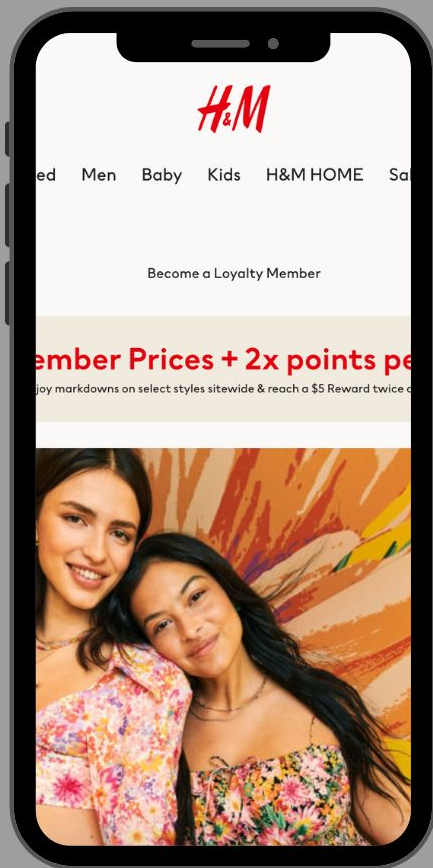 H&M
ed Men Baby Kids H&M HOME Sal
Become a Loyalty Member
ember Prices + 2x points pe
joy markdowns on select styles sitewide & reach a $5 Reward twice a